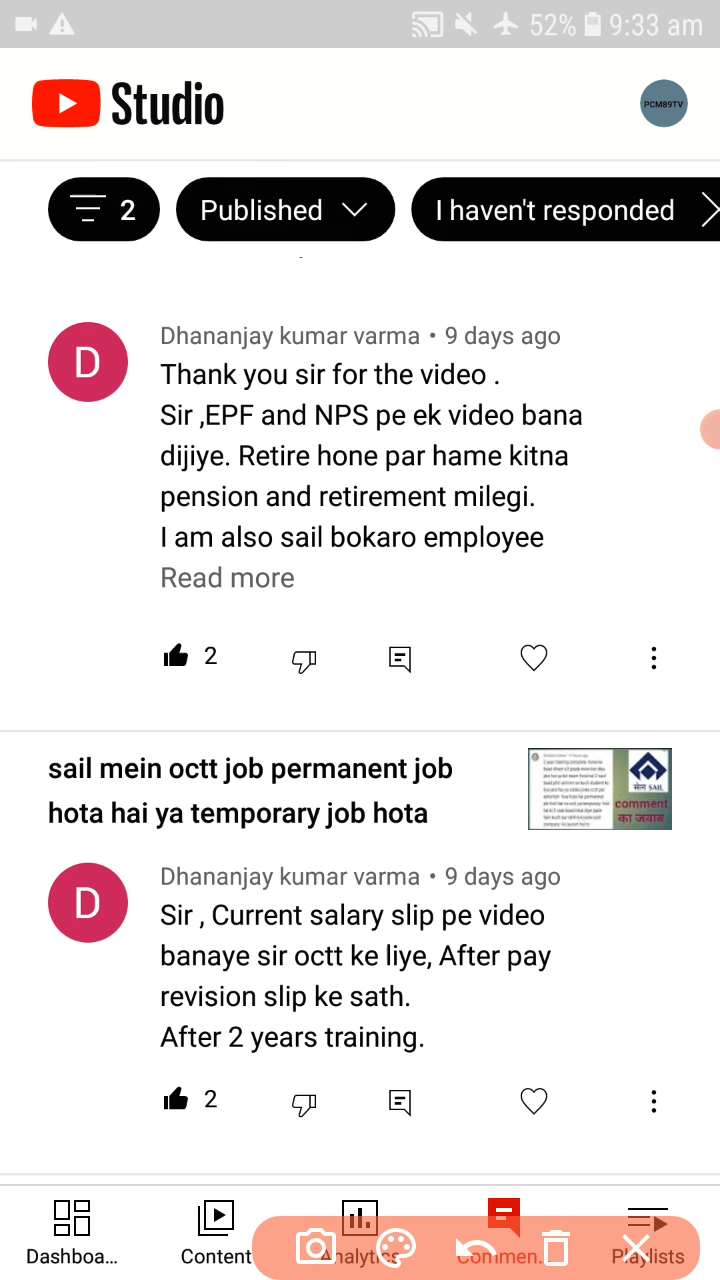 52% 9:33 am
Studio
PCM89TV
2 Published I haven't responded
Dhananjay kumar varma • 9 days ago
Thank you sir for the video .
Sir ,EPF and NPS pe ek video bana
dijiye. Retire hone par hame kitna
pension and retirement milegi.
I am also sail bokaro employee
Read more
2
sail mein octt job permanent job
hota hai ya temporary job hota
सेल SAIL
comment
का जवाब
Dhananjay kumar varma • 9 days ago
Sir , Current salary slip pe video
banaye sir octt ke liye, After pay
revision slip ke sath.
After 2 years training.
2
Dashboa... Content Analytics Commen... Playlists